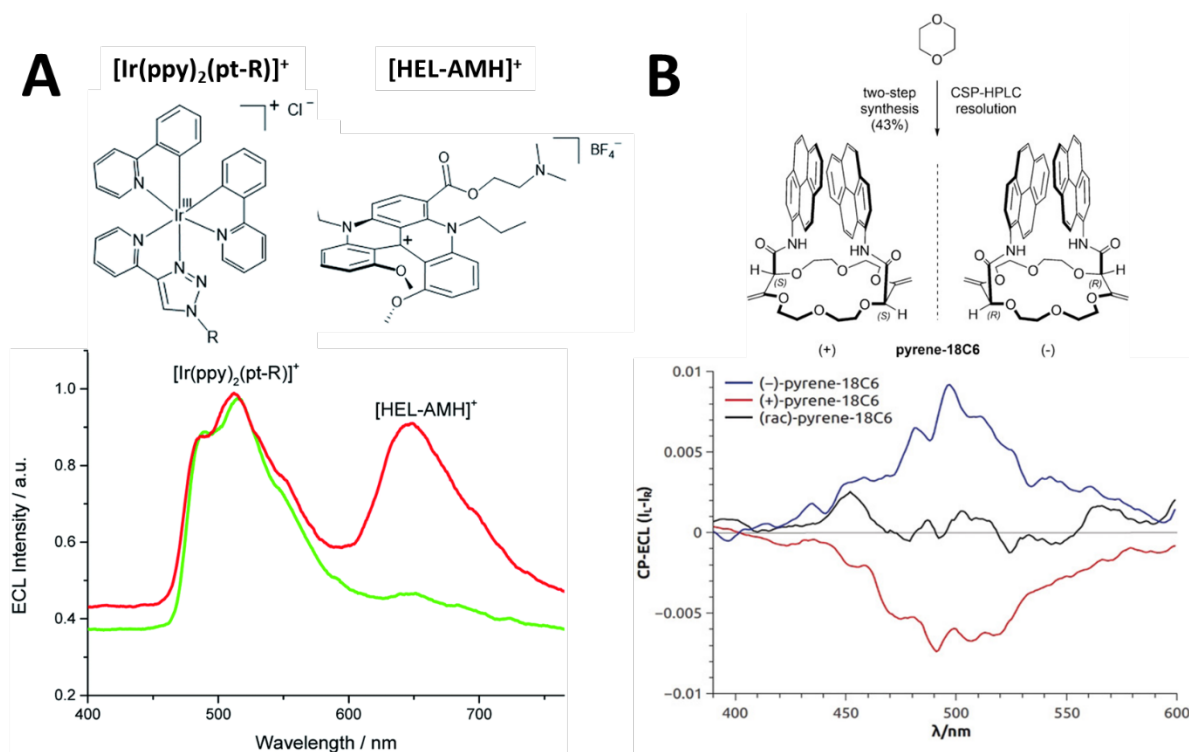 A
[Ir(ppy)₂(pt-R)]⁺
[HEL-AMH]⁺
+ Cl⁻
N
Ir
III
N
N
N
N
N
R
BF₄⁻
O
O
N
N
N
+
O
O
[Ir(ppy)₂(pt-R)]⁺
[HEL-AMH]⁺
ECL Intensity / a.u.
1.0
0.8
0.6
0.4
0.2
400
500
600
700
Wavelength / nm
B
O
O
two-step
synthesis
(43%)
CSP-HPLC
resolution
NH
HN
O
O
H
O
O
O
(S)
O
O
O
H
(S)
NH
HN
O
O
O
O
O
H
(R)
H
(R)
O
O
O
(+)
pyrene-18C6
(-)
(−)-pyrene-18C6
(+)-pyrene-18C6
(rac)-pyrene-18C6
CP-ECL (I_L-I_R)
0.01
0.005
0
−0.005
−0.01
400
450
500
550
600
λ/nm